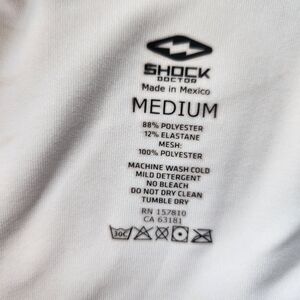 SHOCK
DOCTOR
Made in Mexico
MEDIUM
88% POLYESTER
12% ELASTANE
MESH:
100% POLYESTER
MACHINE WASH COLD
MILD DETERGENT
NO BLEACH
DO NOT DRY CLEAN
TUMBLE DRY
RN 157810
CA 63181
30C